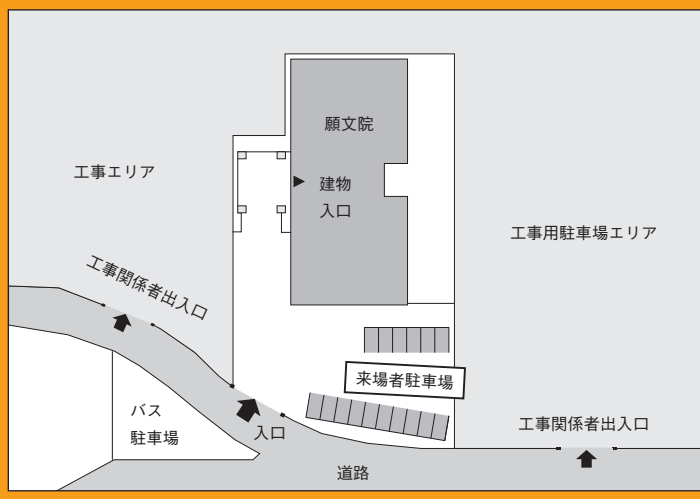 願文院
工事エリア
建物
入口
工事用駐車場エリア
工事関係者出入口
来場者駐車場
バス
駐車場
入口
工事関係者出入口
道路